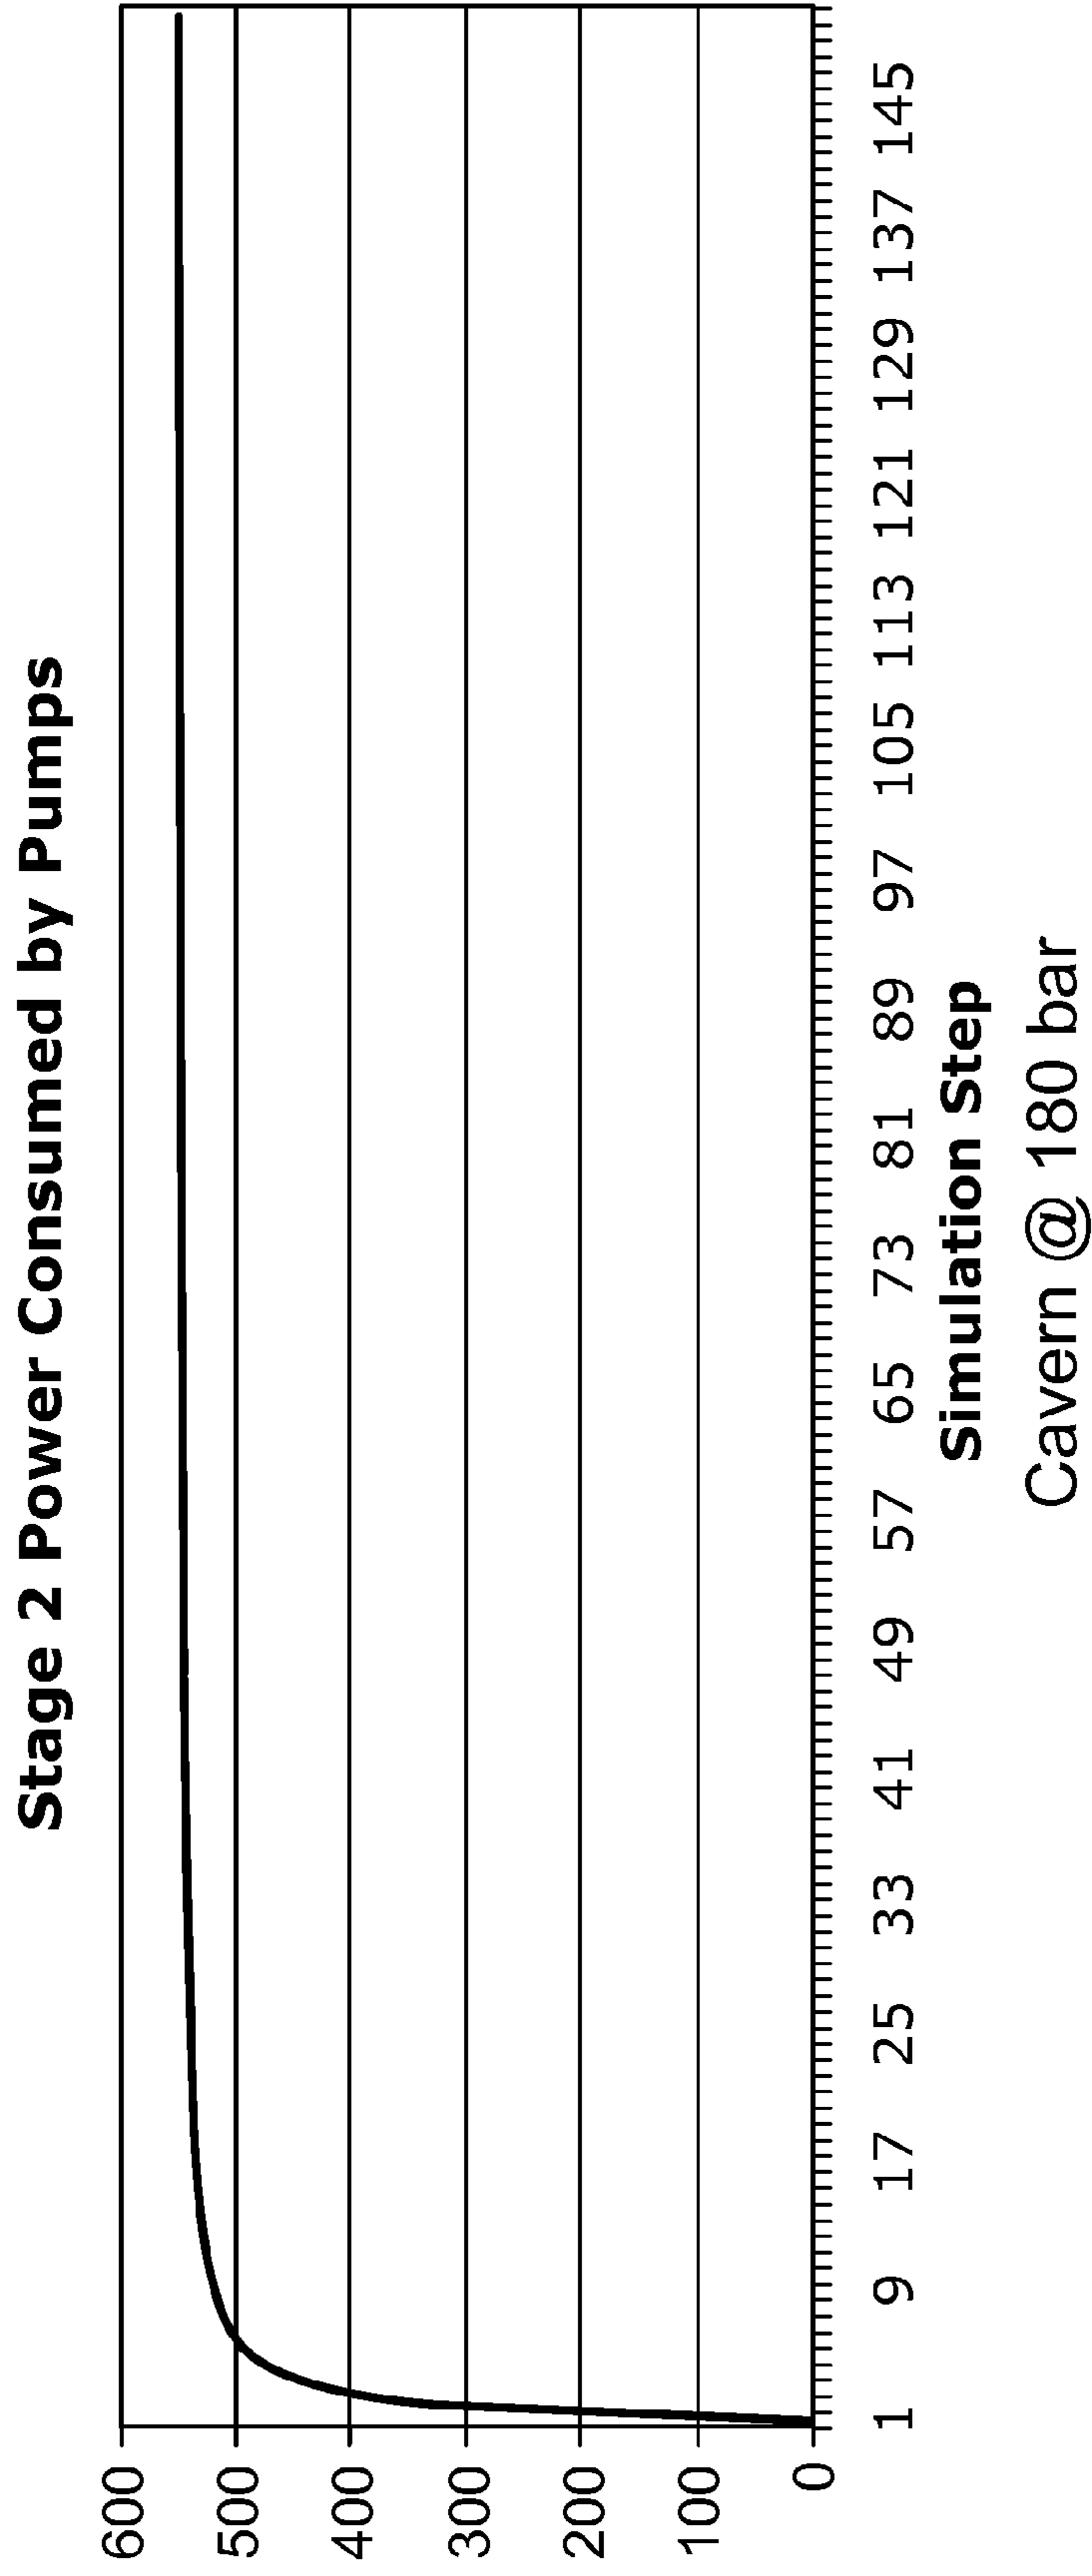 Stage 2 Power Consumed by Pumps
600
500
400
300
200
100
0
1 9 17 25 33 41 49 57 65 73 81 89 97 105 113 121 129 137 145
Simulation Step
Cavern @ 180 bar